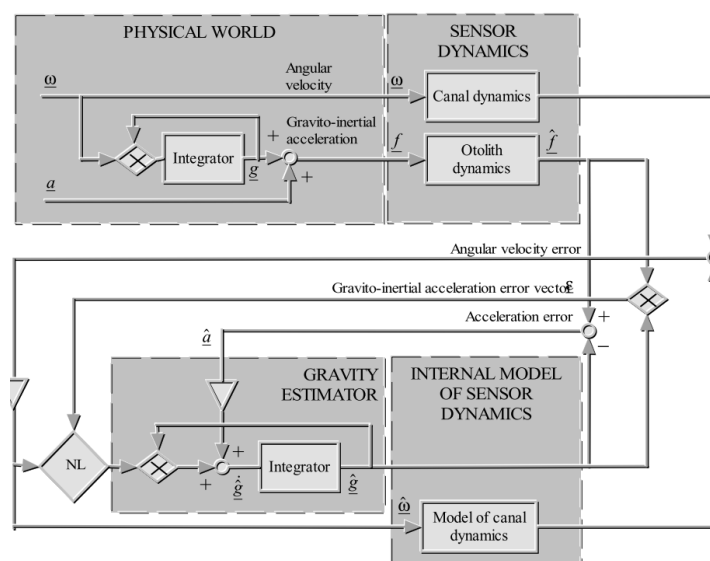 PHYSICAL WORLD
SENSOR
DYNAMICS
ω
Angular
velocity
ω
Canal dynamics
Gravito-inertial
acceleration
+
f
f̂
Integrator
g
Otolith
dynamics
+
a
Angular velocity error
Gravito-inertial acceleration error vector ε
Acceleration error
+
−
â
GRAVITY
ESTIMATOR
INTERNAL MODEL
OF SENSOR
DYNAMICS
NL
+
+
Integrator
ĝ̇
ĝ
ω̂
Model of canal
dynamics